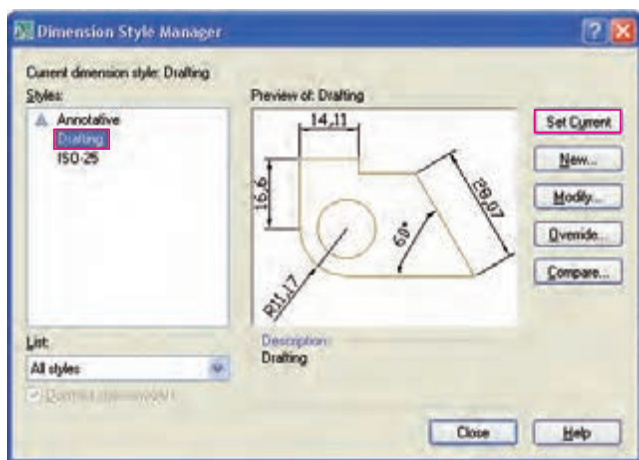 Dimension Style Manager
Current dimension style: Drafting
Styles:
Annotative
Drafting
ISO-25
List:
All styles
Preview of: Drafting
14,11
16,6
28,07
60°
R11,17
Description:
Drafting
Set Current
New...
Modify...
Override...
Compare...
Close
Help